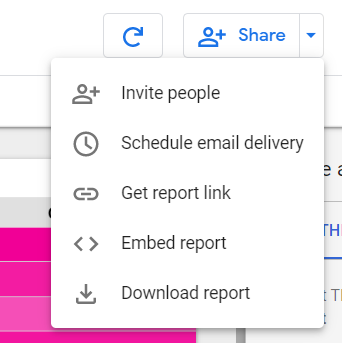 Share
Invite people
Schedule email delivery
Get report link
Embed report
Download report